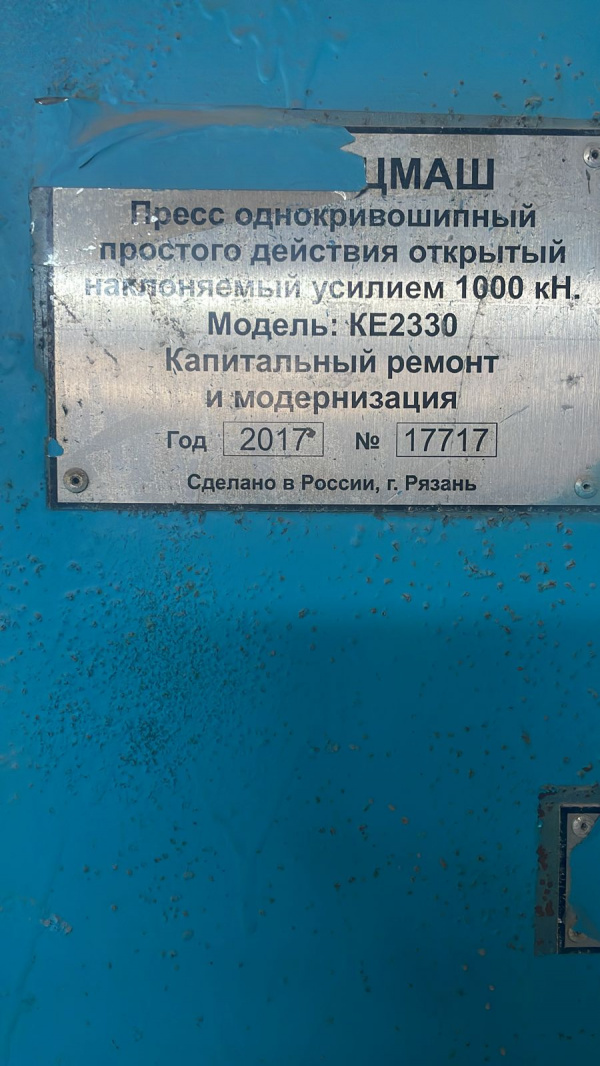 ЦМАШ
Пресс однокривошипный
простого действия открытый
наклоняемый усилием 1000 кН.
Модель: КЕ2330
Капитальный ремонт
и модернизация
Год 2017 № 17717
Сделано в России, г. Рязань